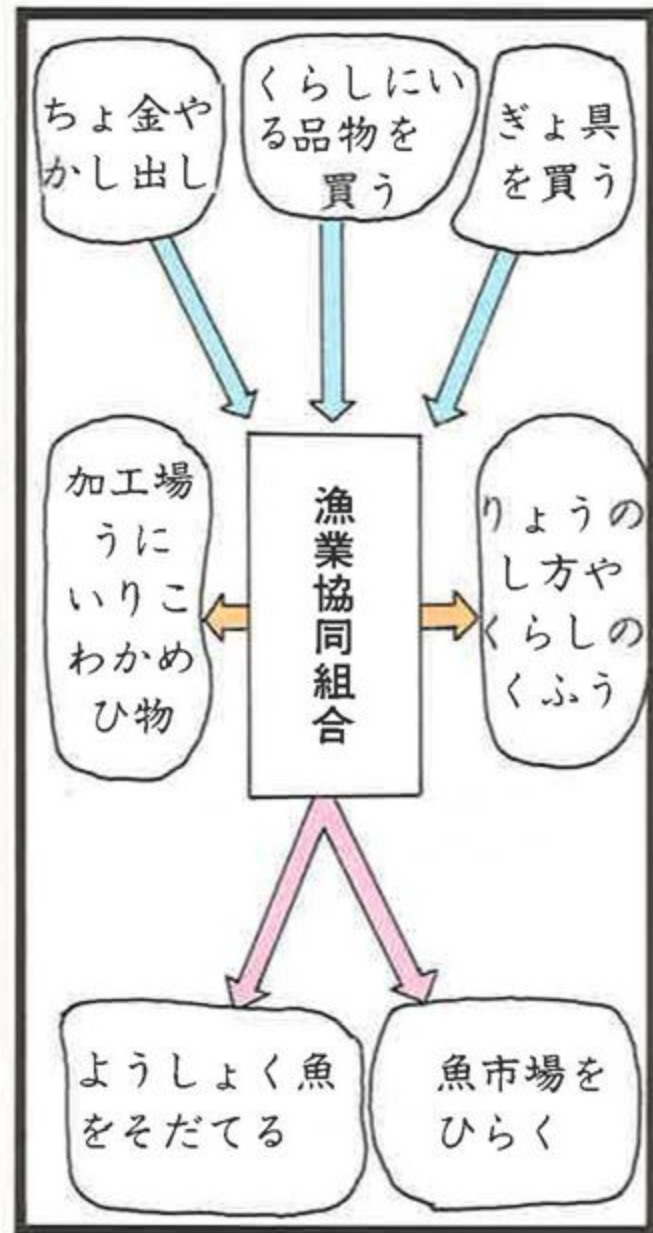 ちょ金や
かし出し
くらしにい
る品物を
買う
ぎょ具
を買う
加工場
うに
いりこ
わかめ
ひ物
漁業協同組合
りょうの
し方や
くらしの
くふう
ようしょく魚
をそだてる
魚市場を
ひらく